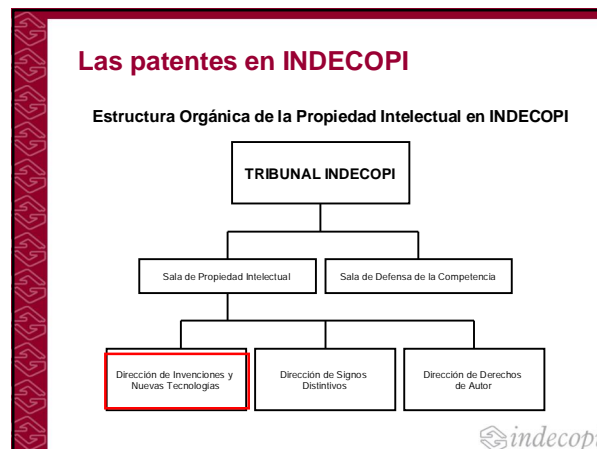 Las patentes en INDECOPI
Estructura Orgánica de la Propiedad Intelectual en INDECOPI
TRIBUNAL INDECOPI
Sala de Propiedad Intelectual
Sala de Defensa de la Competencia
Dirección de Invenciones y
Nuevas Tecnologías
Dirección de Signos
Distintivos
Dirección de Derechos
de Autor
indecopi